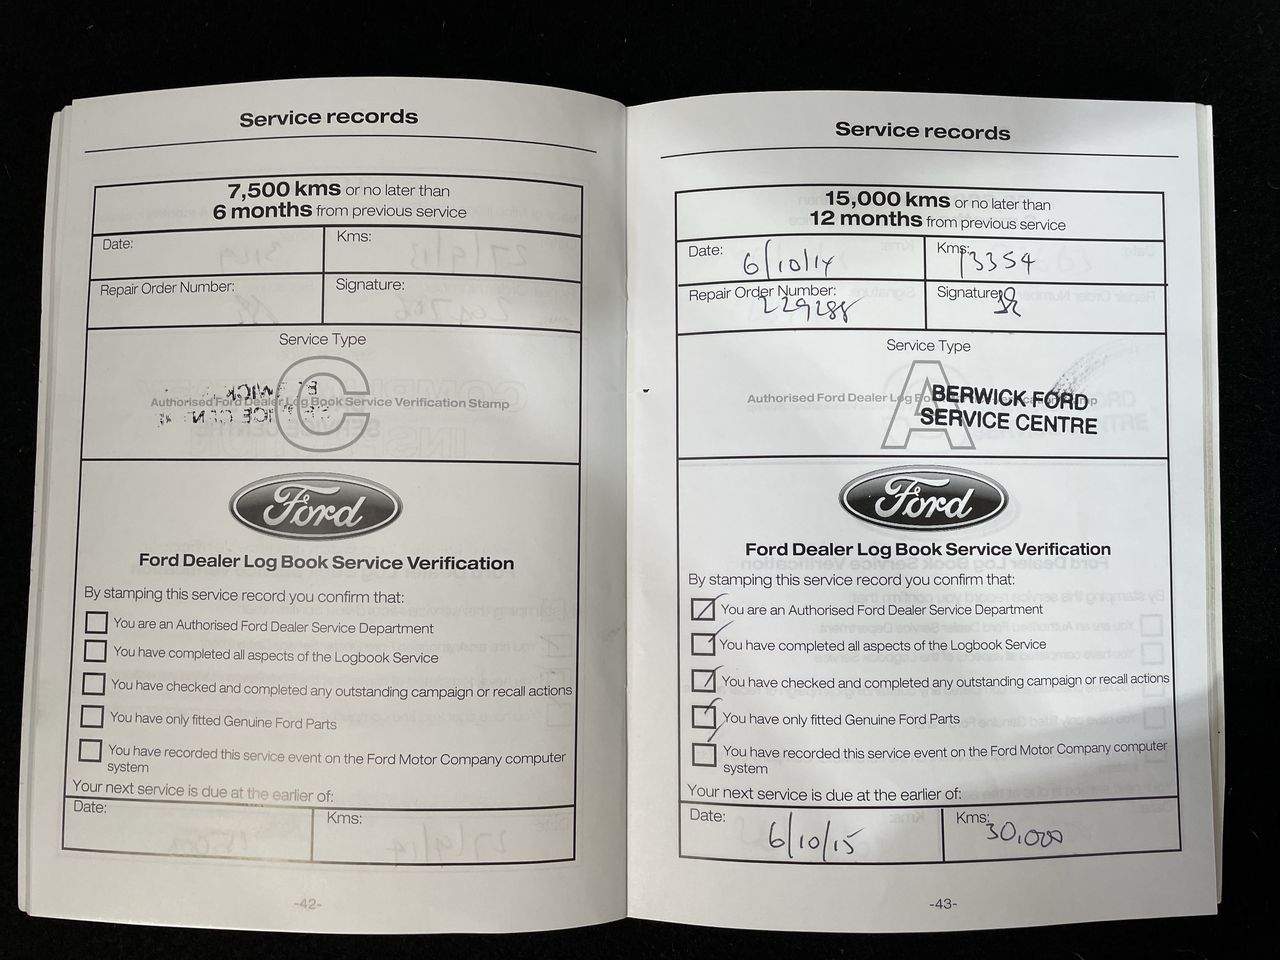 Service records
7,500 kms or no later than
6 months from previous service
Date:
Kms:
Repair Order Number:
Signature:
Service Type
C
Authorised Ford Dealer Log Book Service Verification Stamp
Ford
Ford Dealer Log Book Service Verification
By stamping this service record you confirm that:
You are an Authorised Ford Dealer Service Department
You have completed all aspects of the Logbook Service
You have checked and completed any outstanding campaign or recall actions
You have only fitted Genuine Ford Parts
You have recorded this service event on the Ford Motor Company computer
system
Your next service is due at the earlier of:
Date:
Kms:
-42-
Service records
15,000 kms or no later than
12 months from previous service
Date: 6/10/14
Kms: 13354
Repair Order Number: 229288
Signature:
Service Type
A
Authorised Ford Dealer Log
BERWICK FORD
SERVICE CENTRE
Ford
Ford Dealer Log Book Service Verification
By stamping this service record you confirm that:
You are an Authorised Ford Dealer Service Department
You have completed all aspects of the Logbook Service
You have checked and completed any outstanding campaign or recall actions
You have only fitted Genuine Ford Parts
You have recorded this service event on the Ford Motor Company computer
system
Your next service is due at the earlier of:
Date: 6/10/15
Kms: 30,000
-43-